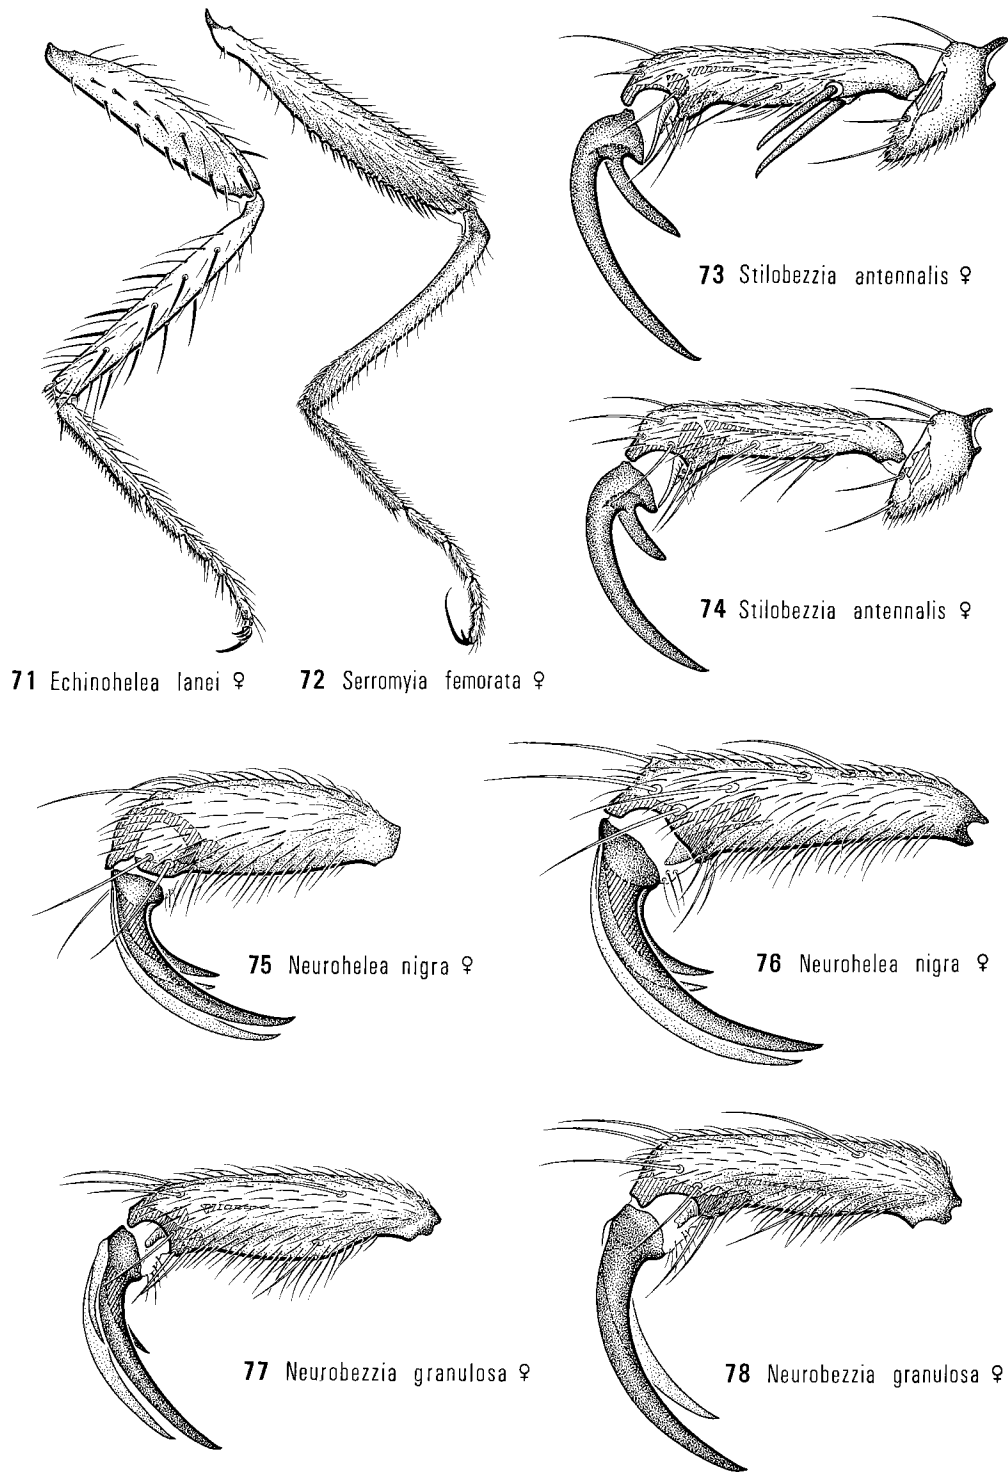 73 Stilobezzia antennalis ♀
74 Stilobezzia antennalis ♀
71 Echinohelea lanei ♀
72 Serromyia femorata ♀
75 Neurohelea nigra ♀
76 Neurohelea nigra ♀
77 Neurobezzia granulosa ♀
78 Neurobezzia granulosa ♀